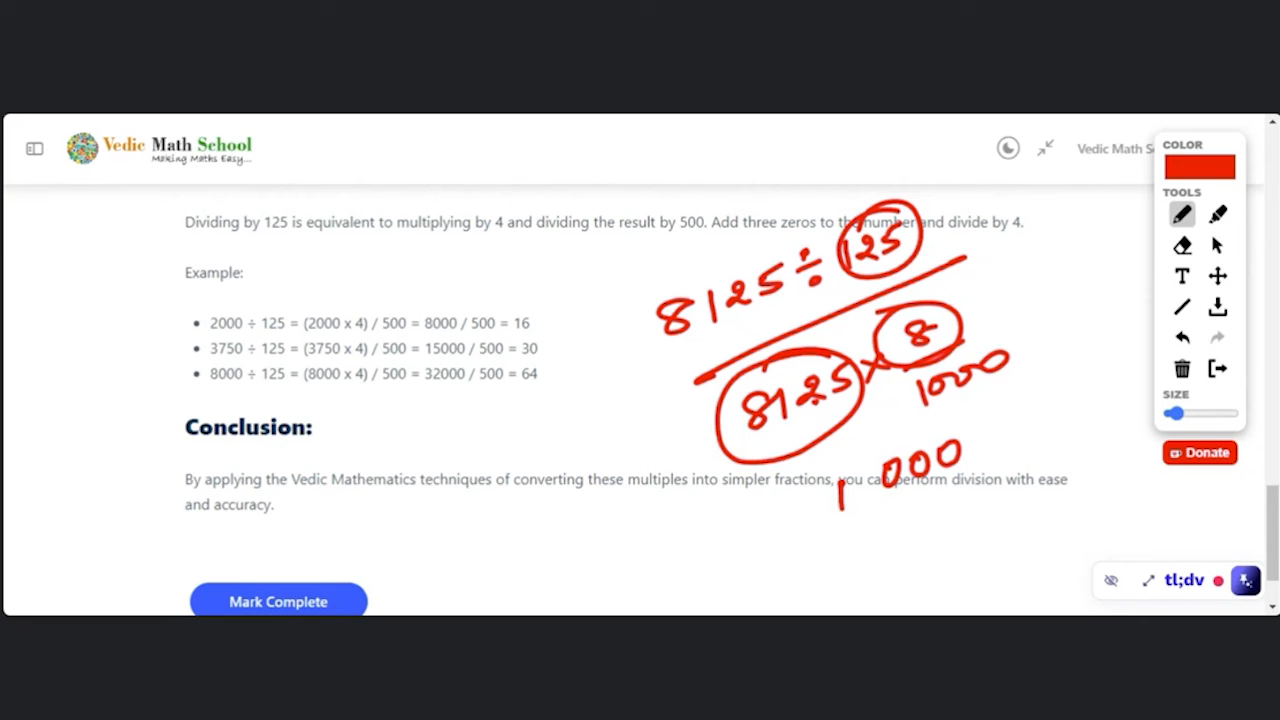 Vedic Math School
Making Maths Easy...
Vedic Math S
COLOR
TOOLS
Dividing by 125 is equivalent to multiplying by 4 and dividing the result by 500. Add three zeros to the number and divide by 4.
Example:
• 2000 ÷ 125 = (2000 x 4) / 500 = 8000 / 500 = 16
• 3750 ÷ 125 = (3750 x 4) / 500 = 15000 / 500 = 30
• 8000 ÷ 125 = (8000 x 4) / 500 = 32000 / 500 = 64
8125 ÷ 125
8125 × 8
1000
1 000
SIZE
Donate
Conclusion:
By applying the Vedic Mathematics techniques of converting these multiples into simpler fractions, you can perform division with ease
and accuracy.
tl;dv
Mark Complete